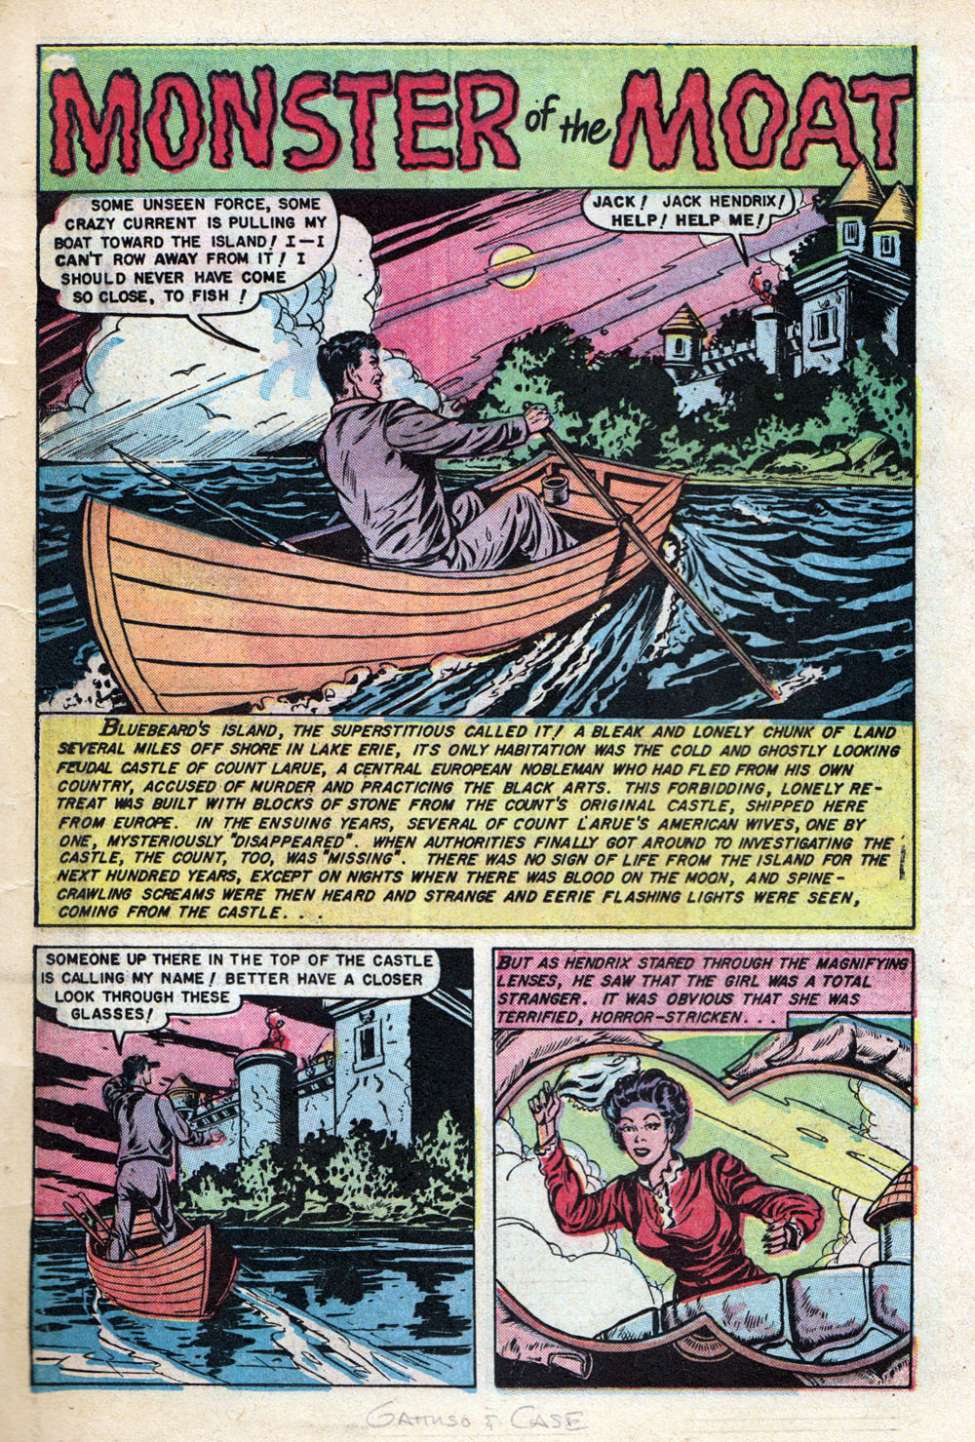 MONSTER of the MOAT
SOME UNSEEN FORCE, SOME
CRAZY CURRENT IS PULLING MY
BOAT TOWARD THE ISLAND! I—I
CAN'T ROW AWAY FROM IT! I
SHOULD NEVER HAVE COME
SO CLOSE, TO FISH!
JACK! JACK HENDRIX!
HELP! HELP ME!
BLUEBEARD'S ISLAND, THE SUPERSTITIOUS CALLED IT! A BLEAK AND LONELY CHUNK OF LAND
SEVERAL MILES OFF SHORE IN LAKE ERIE, ITS ONLY HABITATION WAS THE COLD AND GHOSTLY LOOKING
FEUDAL CASTLE OF COUNT LARUE, A CENTRAL EUROPEAN NOBLEMAN WHO HAD FLED FROM HIS OWN
COUNTRY, ACCUSED OF MURDER AND PRACTICING THE BLACK ARTS. THIS FORBIDDING, LONELY RE-
TREAT WAS BUILT WITH BLOCKS OF STONE FROM THE COUNT'S ORIGINAL CASTLE, SHIPPED HERE
FROM EUROPE. IN THE ENSUING YEARS, SEVERAL OF COUNT L'ARUE'S AMERICAN WIVES, ONE BY
ONE, MYSTERIOUSLY "DISAPPEARED". WHEN AUTHORITIES FINALLY GOT AROUND TO INVESTIGATING THE
CASTLE, THE COUNT, TOO, WAS "MISSING". THERE WAS NO SIGN OF LIFE FROM THE ISLAND FOR THE
NEXT HUNDRED YEARS, EXCEPT ON NIGHTS WHEN THERE WAS BLOOD ON THE MOON, AND SPINE-
CRAWLING SCREAMS WERE THEN HEARD AND STRANGE AND EERIE FLASHING LIGHTS WERE SEEN,
COMING FROM THE CASTLE. . .
SOMEONE UP THERE IN THE TOP OF THE CASTLE
IS CALLING MY NAME! BETTER HAVE A CLOSER
LOOK THROUGH THESE
GLASSES!
BUT AS HENDRIX STARED THROUGH THE MAGNIFYING
LENSES, HE SAW THAT THE GIRL WAS A TOTAL
STRANGER. IT WAS OBVIOUS THAT SHE WAS
TERRIFIED, HORROR-STRICKEN. . .
& CASE